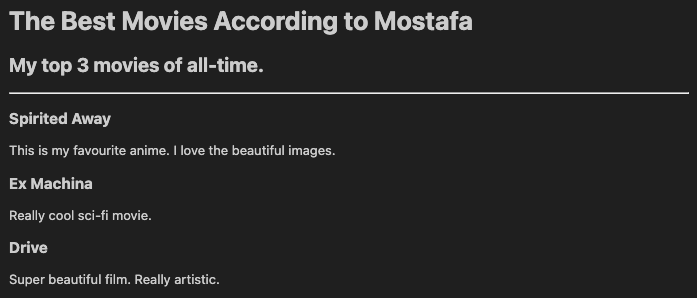 The Best Movies According to Mostafa
My top 3 movies of all-time.
Spirited Away
This is my favourite anime. I love the beautiful images.
Ex Machina
Really cool sci-fi movie.
Drive
Super beautiful film. Really artistic.